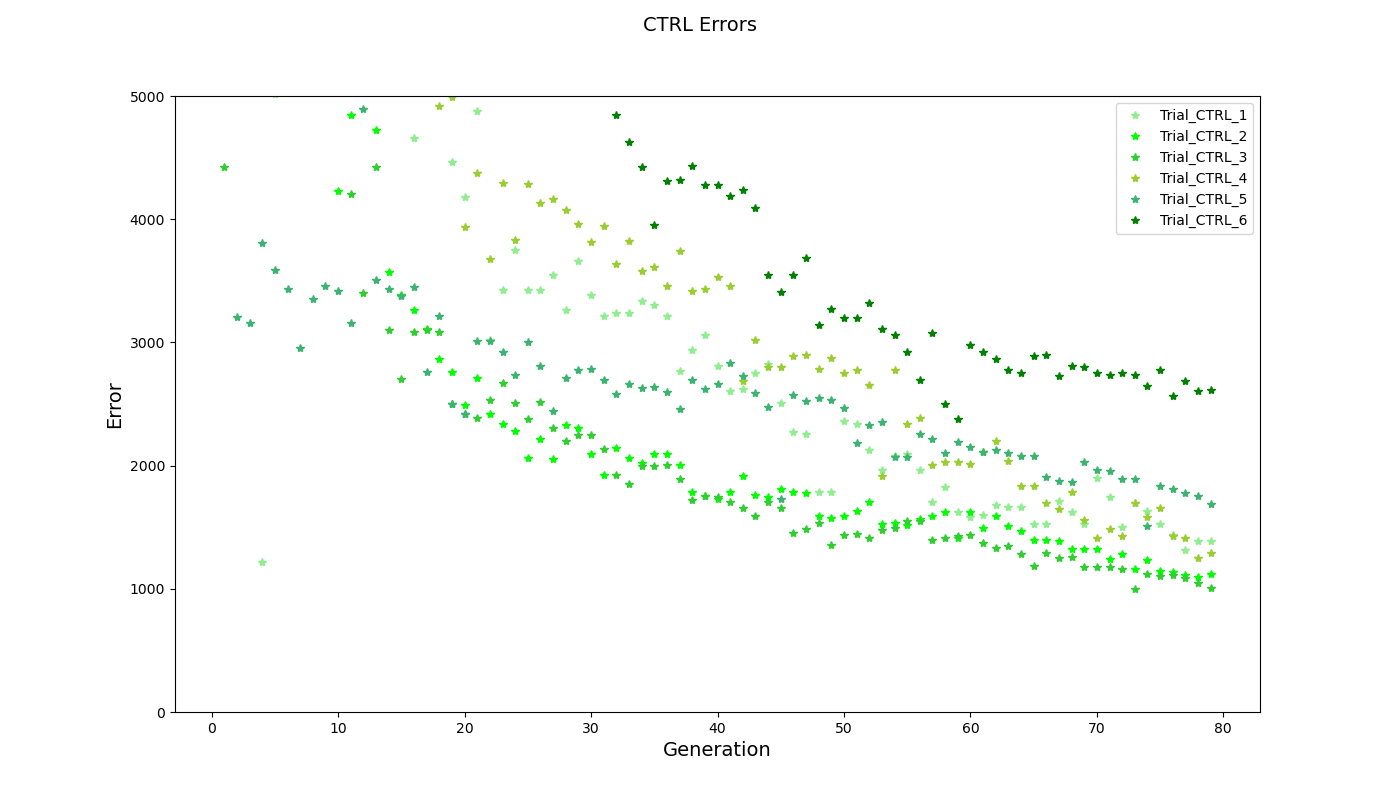 CTRL Errors
5000
4000
3000
2000
1000
0
Error
0 10 20 30 40 50 60 70 80
Generation
Trial_CTRL_1
Trial_CTRL_2
Trial_CTRL_3
Trial_CTRL_4
Trial_CTRL_5
Trial_CTRL_6